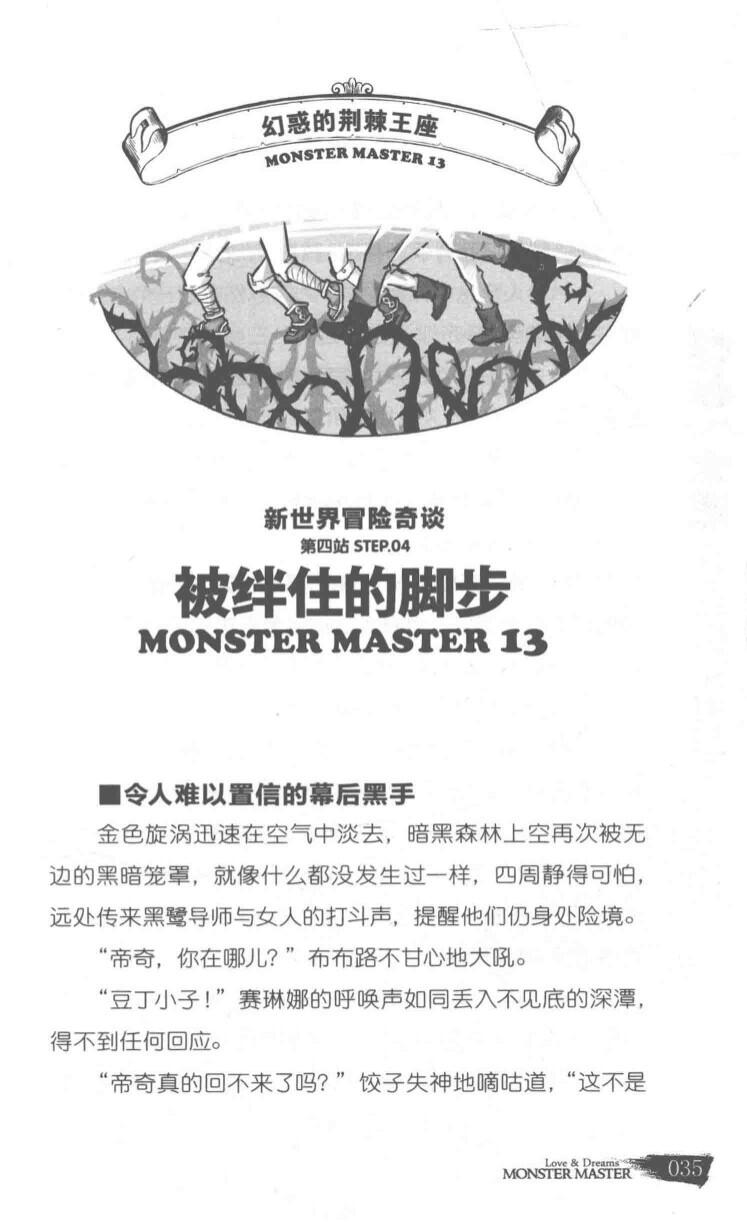 幻惑的荆棘王座
MONSTER MASTER 13
新世界冒险奇谈
第四站 STEP.04
被绊住的脚步
MONSTER MASTER 13
■令人难以置信的幕后黑手
金色旋涡迅速在空气中淡去，暗黑森林上空再次被无
边的黑暗笼罩，就像什么都没发生过一样，四周静得可怕，
远处传来黑鹭导师与女人的打斗声，提醒他们仍身处险境。
“帝奇，你在哪儿？”布布路不甘心地大吼。
“豆丁小子！”赛琳娜的呼唤声如同丢入不见底的深潭，
得不到任何回应。
“帝奇真的回不来了吗？”饺子失神地嘀咕道，“这不是
Love & Dreams
MONSTER MASTER 035